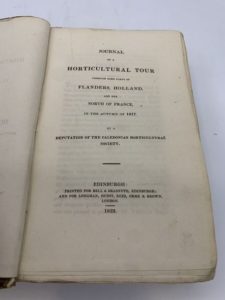 JOURNAL
OF A
HORTICULTURAL TOUR
THROUGH SOME PARTS OF
FLANDERS, HOLLAND,
AND THE
NORTH OF FRANCE,
IN THE AUTUMN OF 1817.
BY A
DEPUTATION OF THE CALEDONIAN HORTICULTURAL
SOCIETY.
EDINBURGH:
PRINTED FOR BELL & BRADFUTE, EDINBURGH;
AND FOR LONGMAN, HURST, REES, ORME & BROWN,
LONDON.
1823.